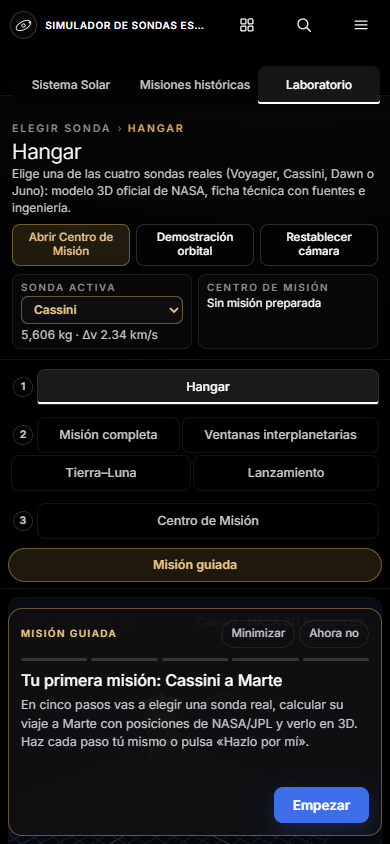 SIMULADOR DE SONDAS ES...
Sistema Solar
Misiones históricas
Laboratorio
ELEGIR SONDA › HANGAR
Hangar
Elige una de las cuatro sondas reales (Voyager, Cassini, Dawn o
Juno): modelo 3D oficial de NASA, ficha técnica con fuentes e
ingeniería.
Abrir Centro de
Misión
Demostración
orbital
Restablecer
cámara
SONDA ACTIVA
Cassini
5,606 kg · Δv 2.34 km/s
CENTRO DE MISIÓN
Sin misión preparada
1
Hangar
2
Misión completa
Ventanas interplanetarias
Tierra–Luna
Lanzamiento
3
Centro de Misión
Misión guiada
MISIÓN GUIADA
Minimizar
Ahora no
Tu primera misión: Cassini a Marte
En cinco pasos vas a elegir una sonda real, calcular su
viaje a Marte con posiciones de NASA/JPL y verlo en 3D.
Haz cada paso tú mismo o pulsa «Hazlo por mí».
Empezar